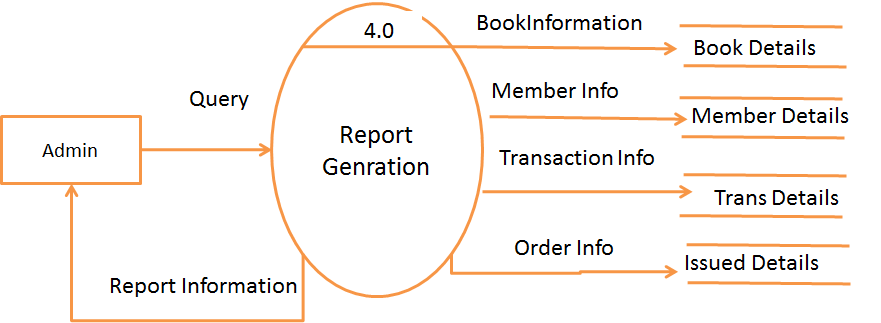 4.0
BookInformation
Book Details
Query
Member Info
Member Details
Admin
Report
Genration
Transaction Info
Trans Details
Order Info
Issued Details
Report Information